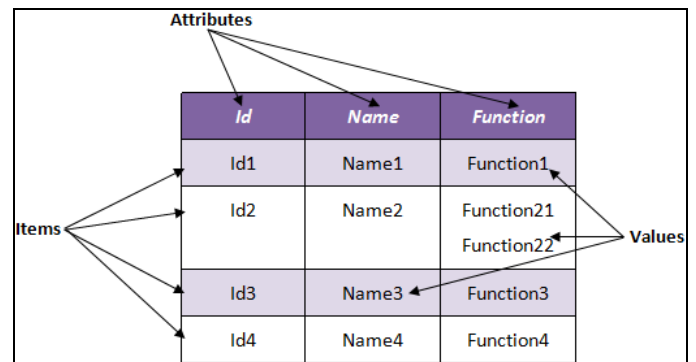 Attributes
Id Name Function
Id1 Name1 Function1
Id2 Name2 Function21
Function22
Items
Values
Id3 Name3 Function3
Id4 Name4 Function4